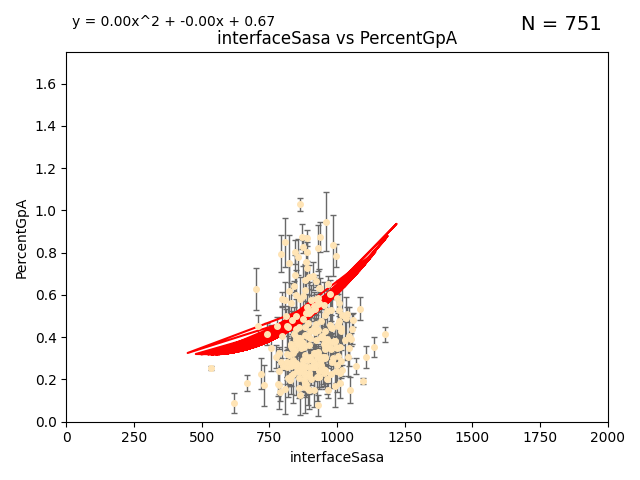 y = 0.00x^2 + -0.00x + 0.67
N = 751
interfaceSasa vs PercentGpA
PercentGpA
1.6
1.4
1.2
1.0
0.8
0.6
0.4
0.2
0.0
0 250 500 750 1000 1250 1500 1750 2000
interfaceSasa